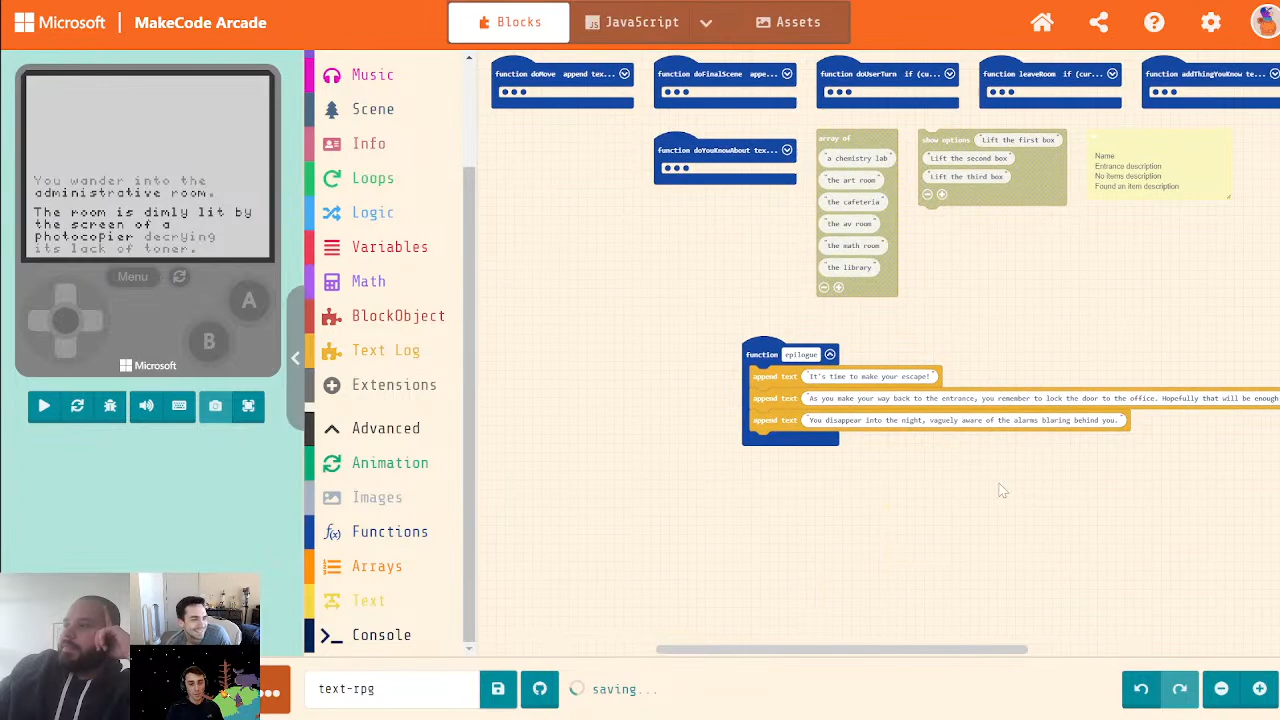 Microsoft
MakeCode Arcade
Blocks
JavaScript
Assets
You wander into the
administration room.
The room is dimly lit by
the screen of a
photocopier decrying
its lack of toner.
Menu
A
B
Microsoft
Music
Scene
Info
Loops
Logic
Variables
Math
BlockObject
Text Log
Extensions
Advanced
Animation
Images
Functions
Arrays
Text
Console
function doMove append tex...
function doFinalScene appe...
function doUserTurn if (cu...
function leaveRoom if (cur...
function addThingYouKnow te...
function doYouKnowAbout tex...
array of
"a chemistry lab"
"the art room"
"the cafeteria"
"the av room"
"the math room"
"the library"
show options "Lift the first box"
"Lift the second box"
"Lift the third box"
Name
Entrance description
No items description
Found an item description
function epilogue
append text "It's time to make your escape!"
append text "As you make your way back to the entrance, you remember to lock the door to the office. Hopefully that will be enough
append text "You disappear into the night, vaguely aware of the alarms blaring behind you."
text-rpg
saving...